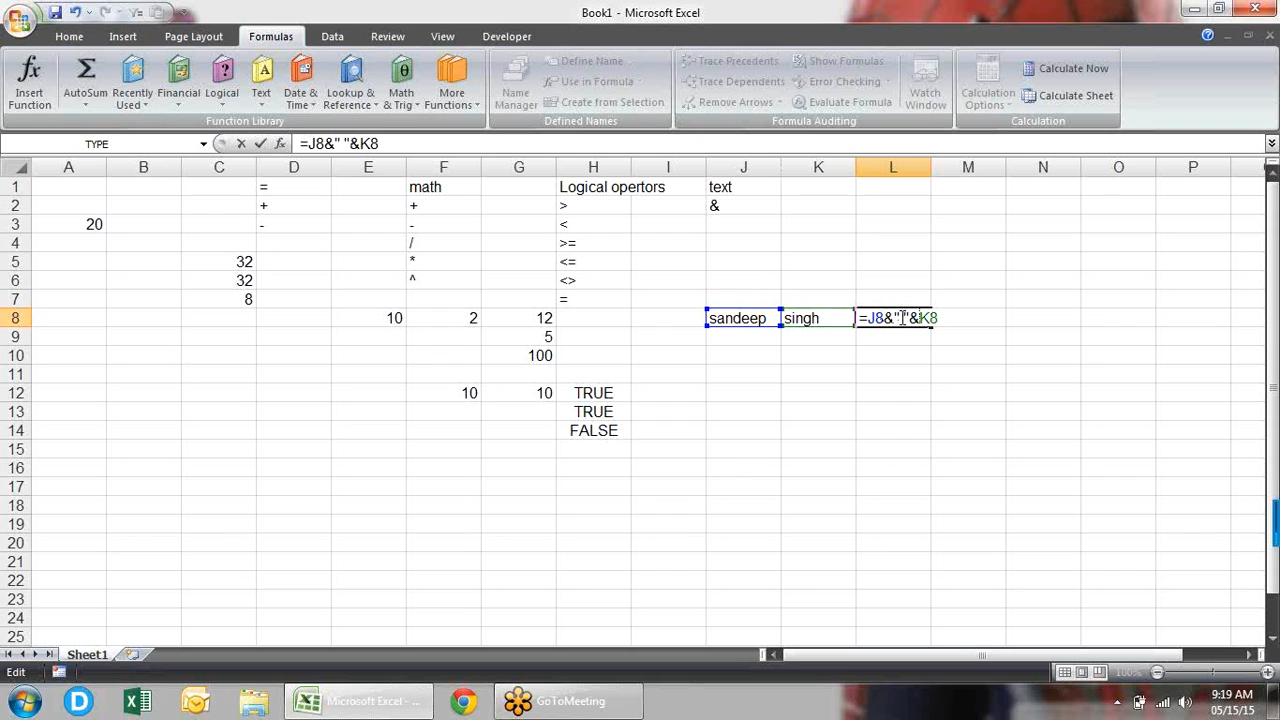 Book1 - Microsoft Excel
Home Insert Page Layout Formulas Data Review View Developer
fx Insert Function
Σ AutoSum
Recently Used
Financial
Logical
Text
Date & Time
Lookup & Reference
Math & Trig
More Functions
Function Library
Name Manager
Define Name
Use in Formula
Create from Selection
Defined Names
Trace Precedents
Trace Dependents
Remove Arrows
Show Formulas
Error Checking
Evaluate Formula
Formula Auditing
Watch Window
Calculation Options
Calculate Now
Calculate Sheet
Calculation
TYPE fx =J8&" "&K8
A B C D E F G H I J K L M N O P
1 = math Logical opertors text
2 + + > &
3 20 - - <
4 / >=
5 32 * <=
6 32 ^ <>
7 8 =
8 10 2 12 sandeep singh =J8&" "&K8
9 5
10 100
11
12 10 10 TRUE
13 TRUE
14 FALSE
15
16
17
18
19
20
21
22
23
24
25
Sheet1
Edit 100%
Microsoft Excel - ... GoToMeeting 9:19 AM
05/15/15